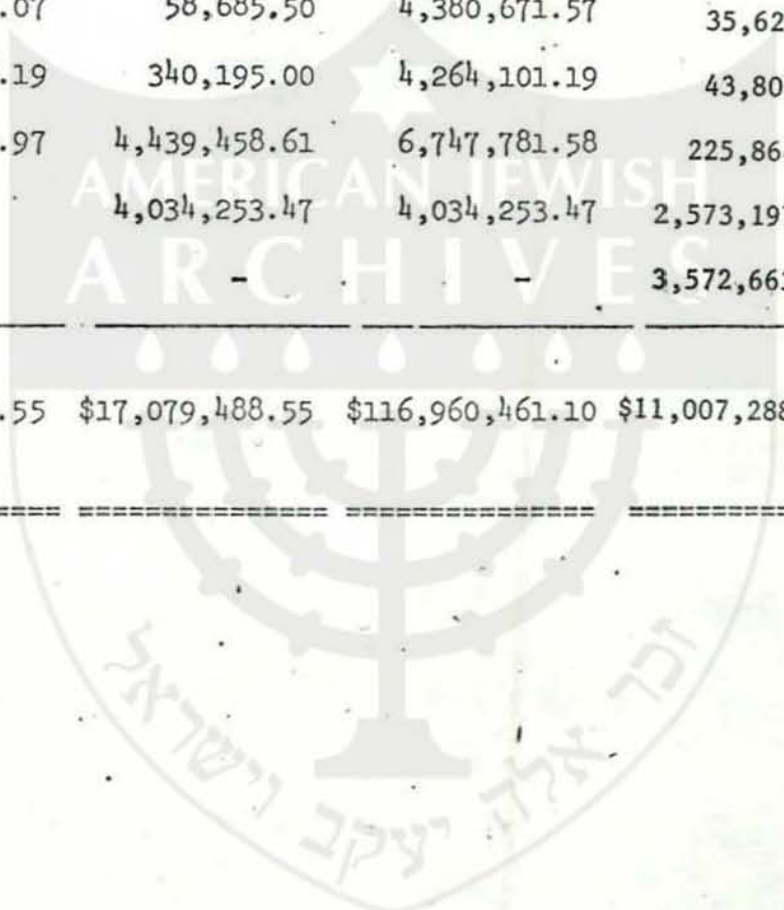 .07 58,685.50 4,380,671.57 35,62
.19 340,195.00 4,264,101.19 43,80
.97 4,439,458.61 6,747,781.58 225,86
4,034,253.47 4,034,253.47 2,573,19
- - 3,572,66
.55 $17,079,488.55 $116,960,461.10 $11,007,288
==== =============== =============== ==========
AMERICAN JEWISH
ARCHIVES
זכר אלה יעקב וישראל